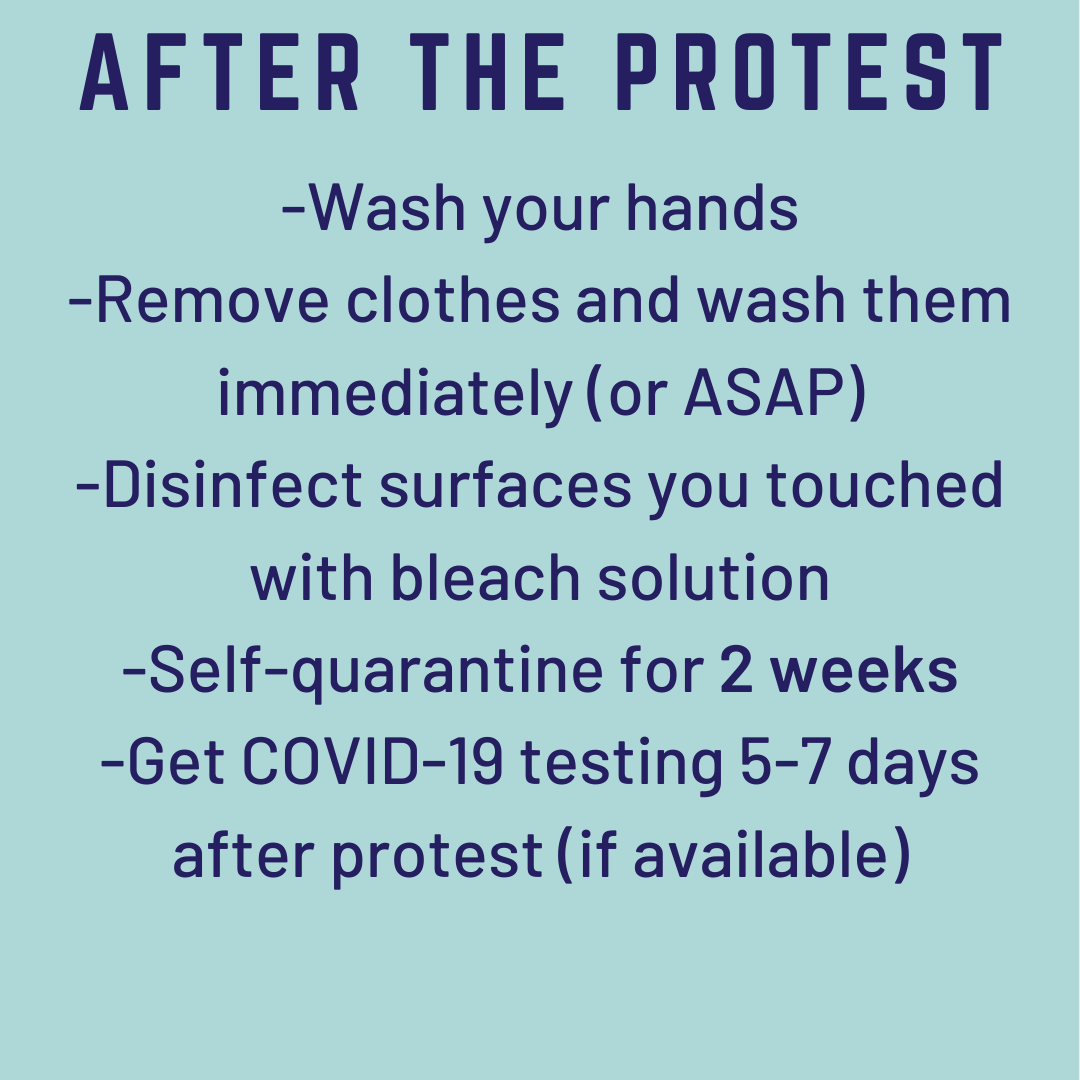 AFTER THE PROTEST
-Wash your hands
-Remove clothes and wash them
immediately (or ASAP)
-Disinfect surfaces you touched
with bleach solution
-Self-quarantine for 2 weeks
-Get COVID-19 testing 5-7 days
after protest (if available)